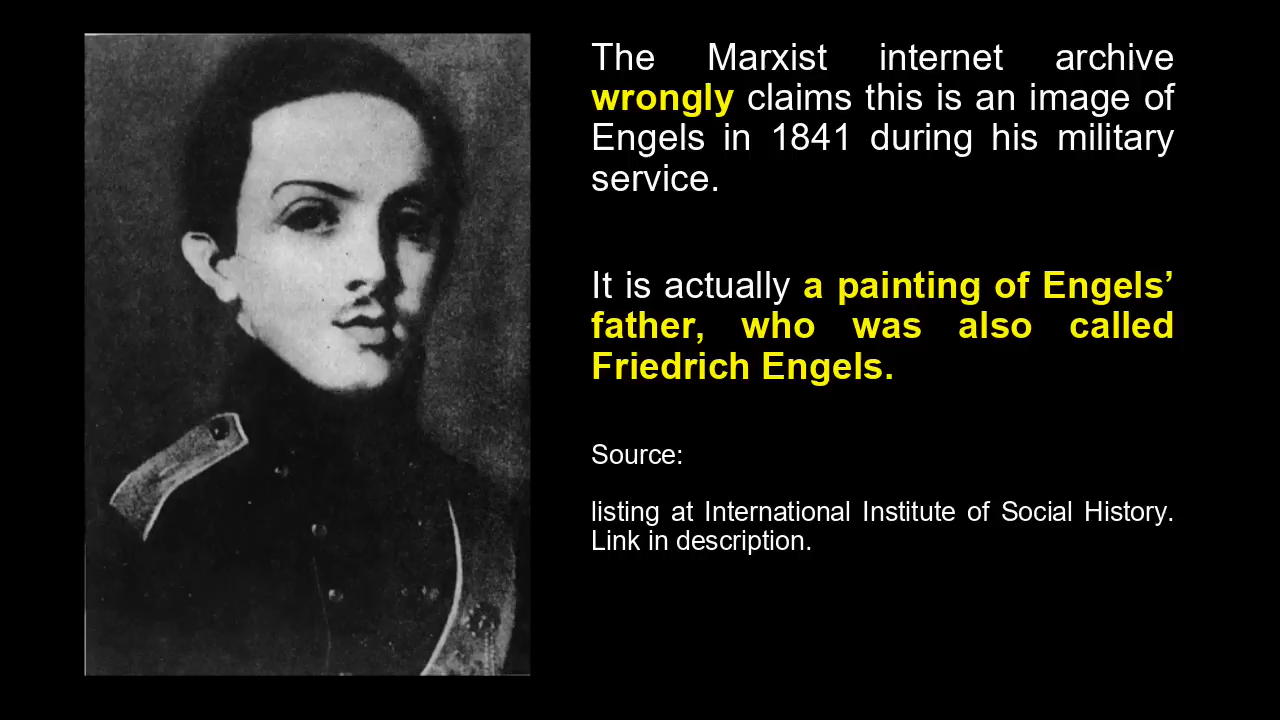 The Marxist internet archive
wrongly claims this is an image of
Engels in 1841 during his military
service.
It is actually a painting of Engels’
father, who was also called
Friedrich Engels.
Source:
listing at International Institute of Social History.
Link in description.